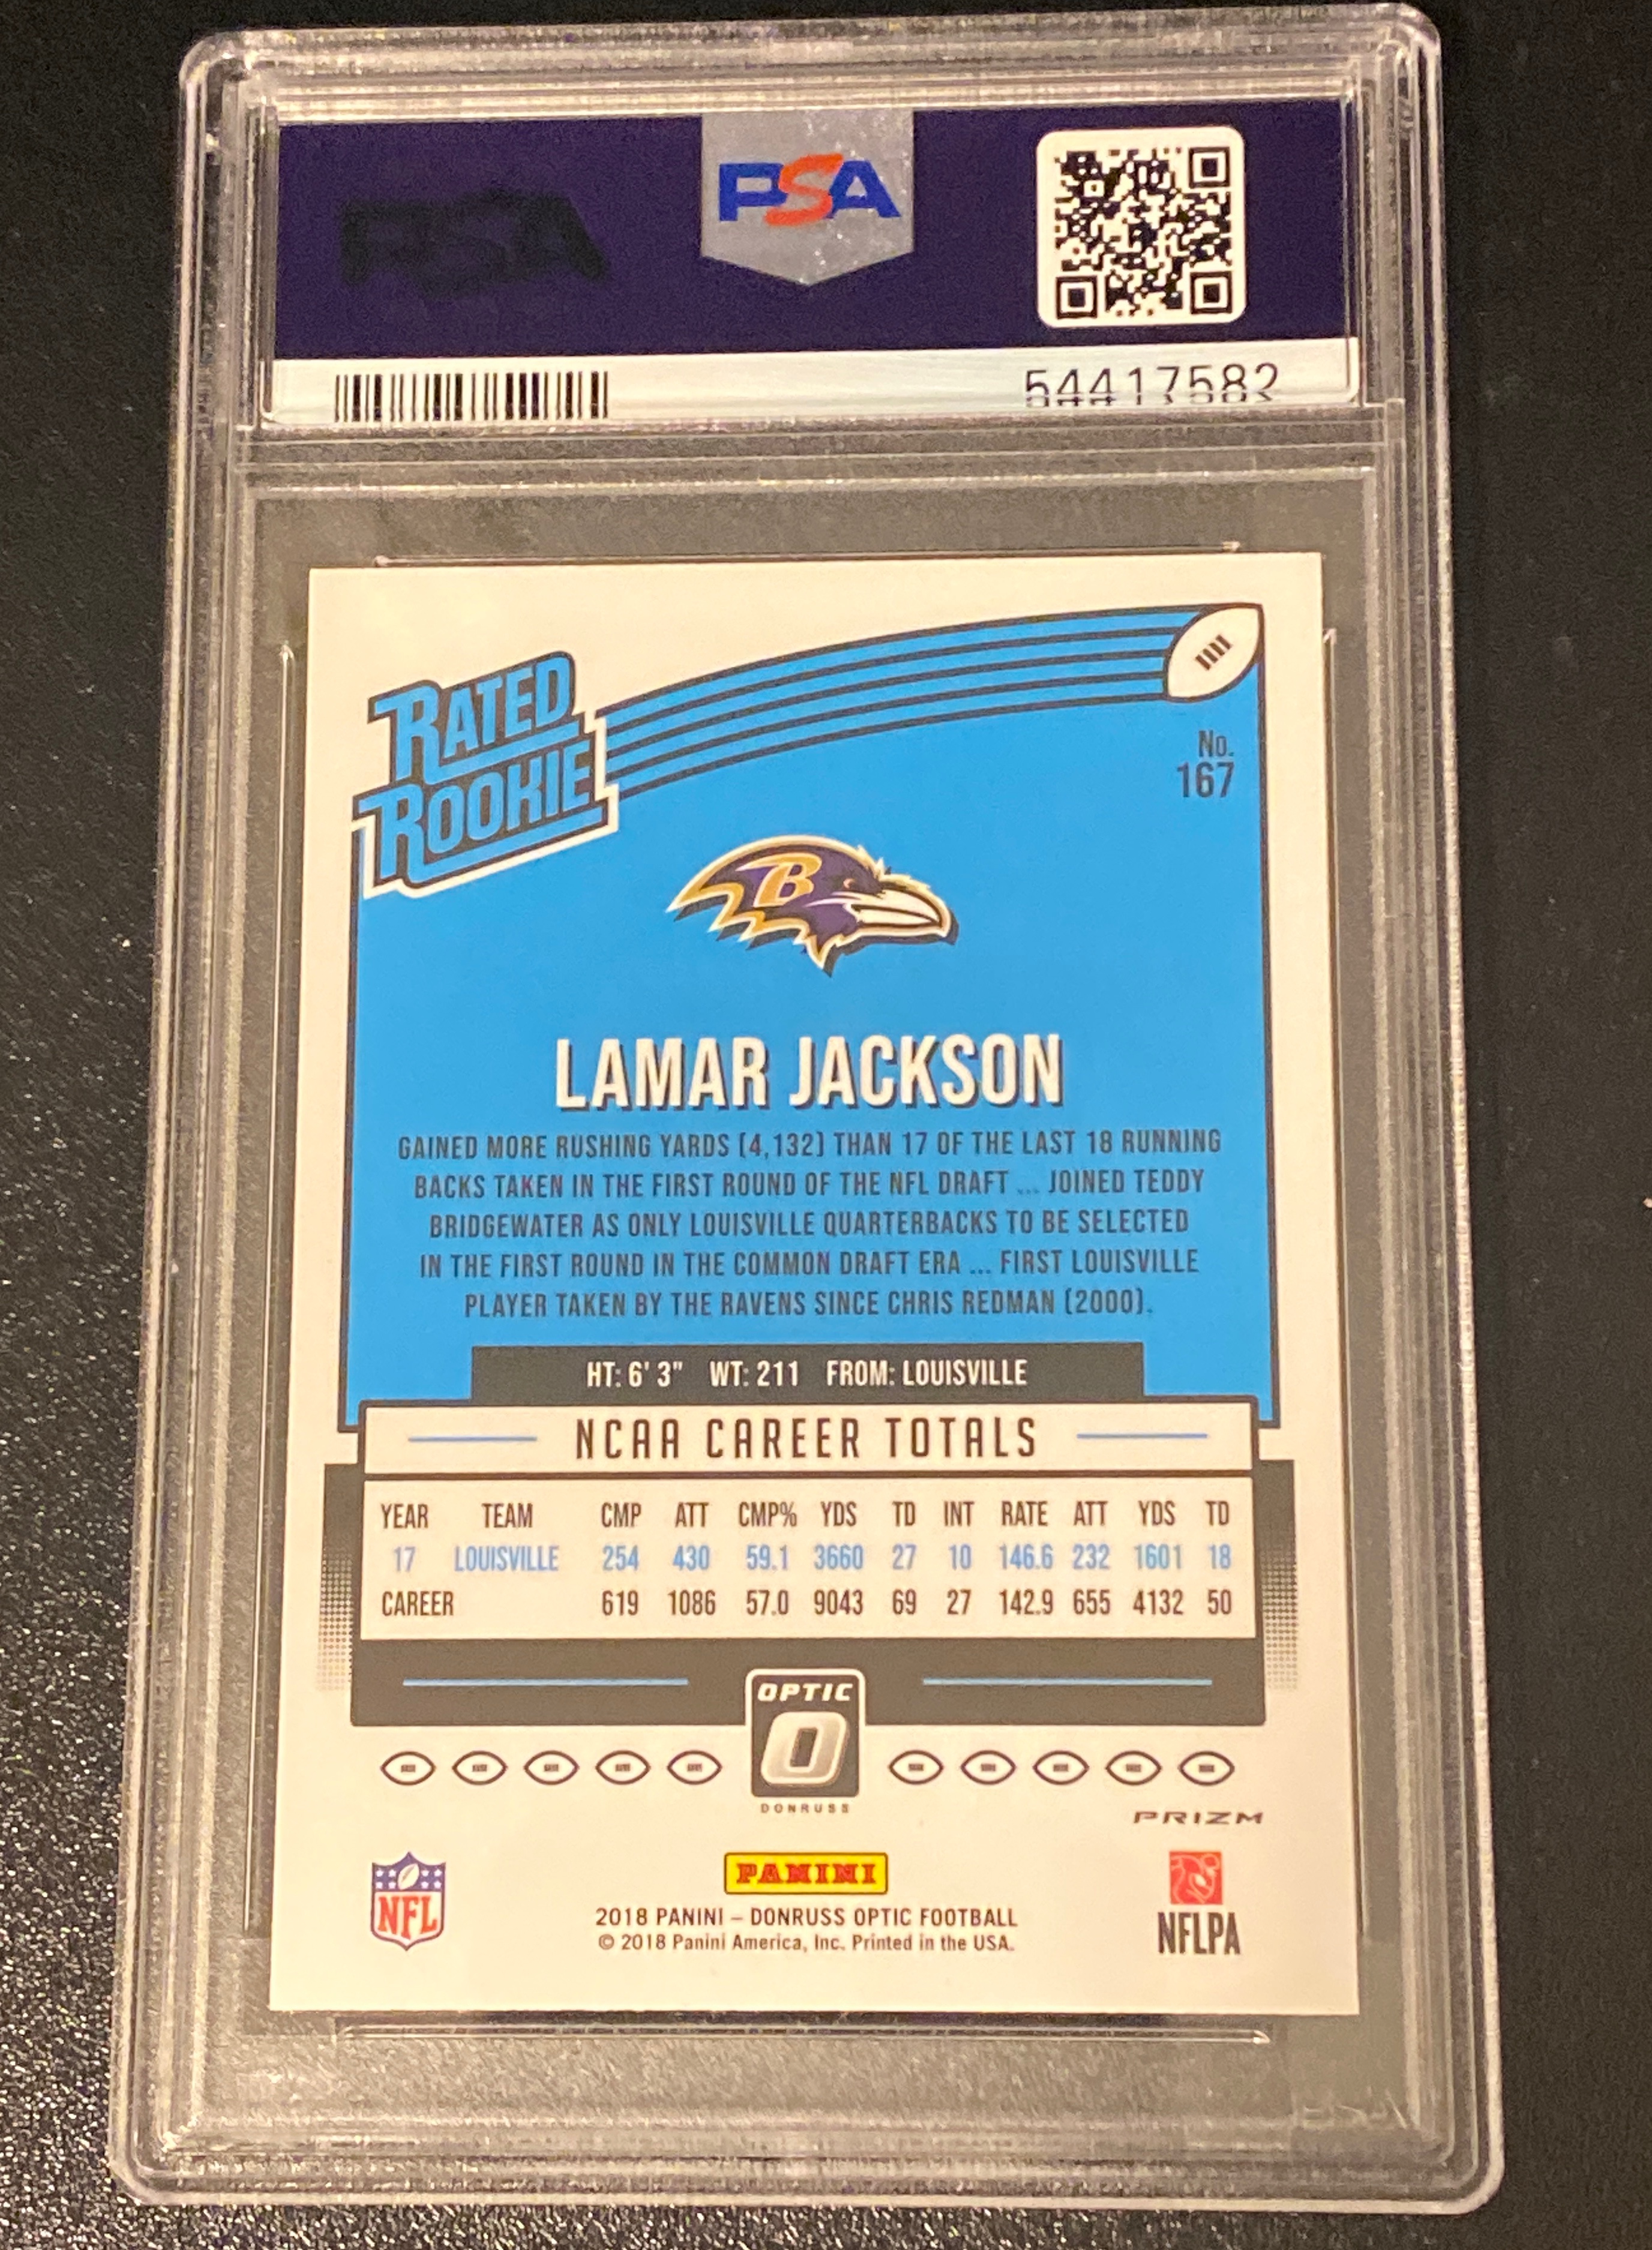 PSA
PSA
54417582
RATED
ROOKIE
No.
167
B
LAMAR JACKSON
GAINED MORE RUSHING YARDS (4,132) THAN 17 OF THE LAST 18 RUNNING
BACKS TAKEN IN THE FIRST ROUND OF THE NFL DRAFT ... JOINED TEDDY
BRIDGEWATER AS ONLY LOUISVILLE QUARTERBACKS TO BE SELECTED
IN THE FIRST ROUND IN THE COMMON DRAFT ERA ... FIRST LOUISVILLE
PLAYER TAKEN BY THE RAVENS SINCE CHRIS REDMAN (2000).
HT: 6' 3" WT: 211 FROM: LOUISVILLE
NCAA CAREER TOTALS
YEAR TEAM CMP ATT CMP% YDS TD INT RATE ATT YDS TD
17 LOUISVILLE 254 430 59.1 3660 27 10 146.6 232 1601 18
CAREER 619 1086 57.0 9043 69 27 142.9 655 4132 50
OPTIC
O
DONRUSS
PRIZM
NFL
PANINI
2018 PANINI – DONRUSS OPTIC FOOTBALL
© 2018 Panini America, Inc. Printed in the USA.
NFLPA